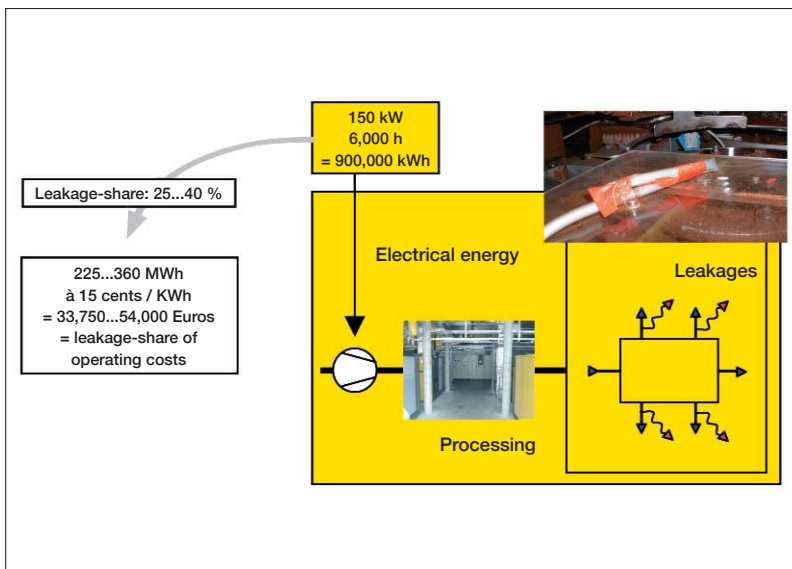 150 kW
6,000 h
= 900,000 kWh
Leakage-share: 25...40 %
225...360 MWh
à 15 cents / KWh
= 33,750...54,000 Euros
= leakage-share of
operating costs
Electrical energy
Leakages
Processing